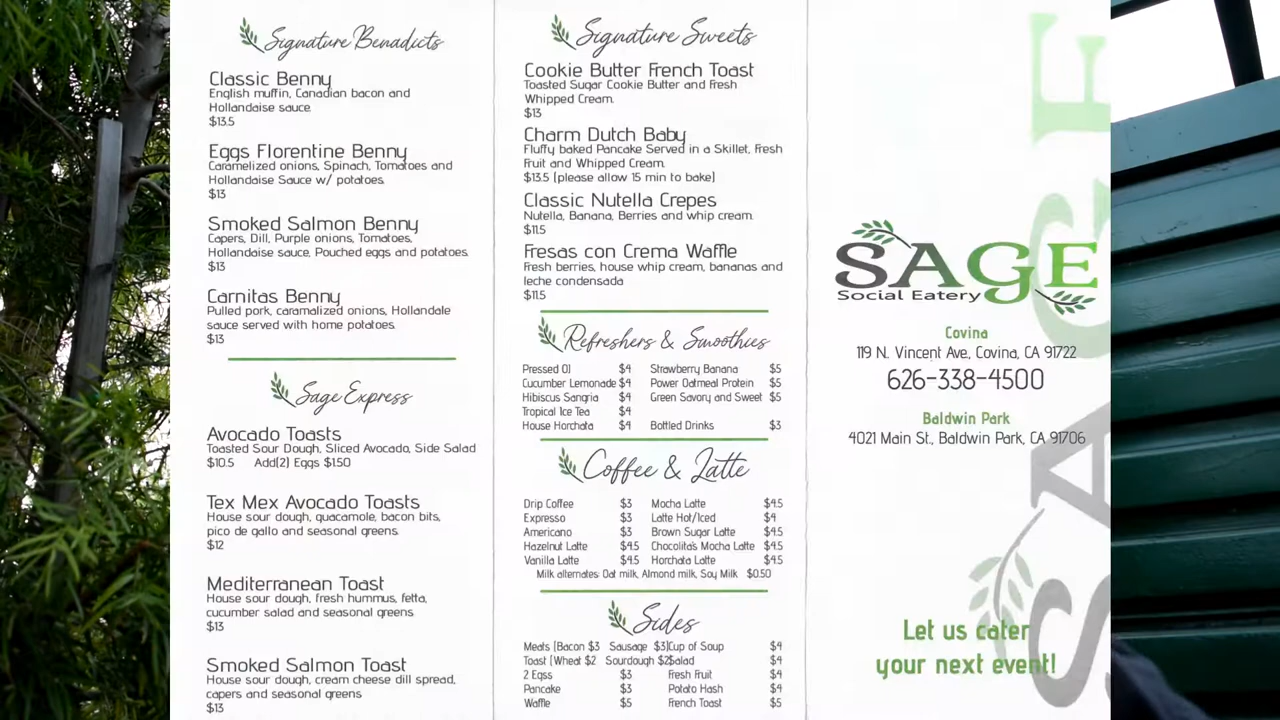 Signature Benadicts
Classic Benny
English muffin, Canadian bacon and
Hollandaise sauce
$13.5
Eggs Florentine Benny
Caramelized onions, Spinach, Tomatoes and
Hollandaise Sauce w/ potatoes.
$13
Smoked Salmon Benny
Capers, Dill, Purple onions, Tomatoes,
Hollandaise sauce, Pouched eggs and potatoes.
$13
Carnitas Benny
Pulled pork, caramalized onions, Hollandale
sauce served with home potatoes.
$13
Sage Express
Avocado Toasts
Toasted Sour Dough, Sliced Avocado, Side Salad
$10.5 Add(2) Eggs $1.50
Tex Mex Avocado Toasts
House sour dough, guacamole, bacon bits,
pico de gallo and seasonal greens.
$12
Mediterranean Toast
House sour dough, fresh hummus, fetta,
cucumber salad and seasonal greens
$13
Smoked Salmon Toast
House sour dough, cream cheese dill spread,
capers and seasonal greens
$13
Signature Sweets
Cookie Butter French Toast
Toasted Sugar Cookie Butter and Fresh
Whipped Cream.
$13
Charm Dutch Baby
Fluffy baked Pancake Served in a Skillet, Fresh
Fruit and Whipped Cream.
$13.5 [please allow 15 min to bake]
Classic Nutella Crepes
Nutella, Banana, Berries and whip cream.
$11.5
Fresas con Crema Waffle
Fresh berries, house whip cream, bananas and
leche condensada
$11.5
Refreshers & Smoothies
Pressed OJ $4 Strawberry Banana $5
Cucumber Lemonade $4 Power Oatmeal Protein $5
Hibiscus Sangria $4 Green Savory and Sweet $5
Tropical Ice Tea $4
House Horchata $4 Bottled Drinks $3
Coffee & Latte
Drip Coffee $3 Mocha Latte $4.5
Expresso $3 Latte Hot/Iced $4
Americano $3 Brown Sugar Latte $4.5
Hazelnut Latte $4.5 Chocolita's Mocha Latte $4.5
Vanilla Latte $4.5 Horchata Latte $4.5
Milk alternates: Oat milk, Almond milk, Soy Milk $0.50
Sides
Meats [Bacon $3 Sausage $3] Cup of Soup $4
Toast [Wheat $2 Sourdough $2] Salad $4
2 Egss $3 Fresh Fruit $4
Pancake $3 Potato Hash $4
Waffle $5 French Toast $5
SAGE
SAGE
Social Eatery
Covina
119 N. Vincent Ave, Covina, CA 91722
626-338-4500
Baldwin Park
4021 Main St., Baldwin Park, CA 91706
Let us cater
your next event!